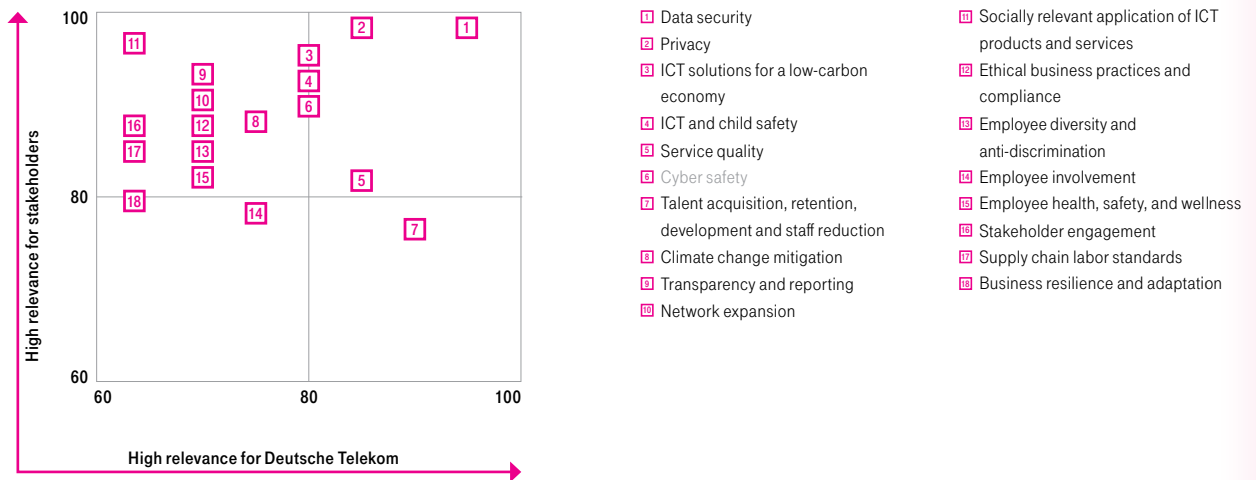 100
80
60
60
80
100
High relevance for stakeholders
High relevance for Deutsche Telekom
11
2
1
3
9
4
10
6
16
12
8
17
13
15
5
18
14
7
1 Data security
2 Privacy
3 ICT solutions for a low-carbon
economy
4 ICT and child safety
5 Service quality
6 Cyber safety
7 Talent acquisition, retention,
development and staff reduction
8 Climate change mitigation
9 Transparency and reporting
10 Network expansion
11 Socially relevant application of ICT
products and services
12 Ethical business practices and
compliance
13 Employee diversity and
anti-discrimination
14 Employee involvement
15 Employee health, safety, and wellness
16 Stakeholder engagement
17 Supply chain labor standards
18 Business resilience and adaptation